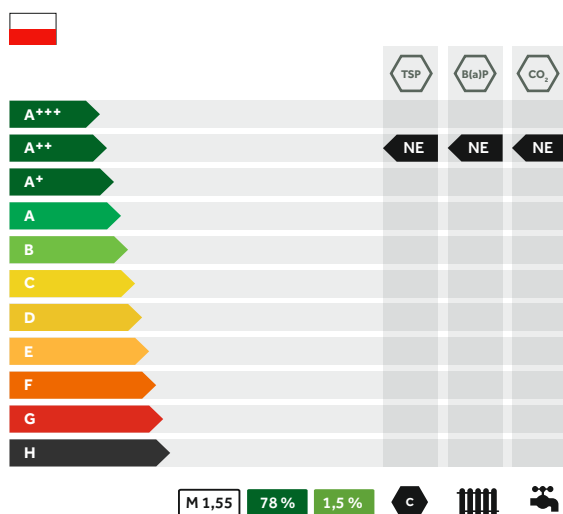 TSP B(a)P CO₂
A+++
A++ NE NE NE
A+
A
B
C
D
E
F
G
H
M 1,55 78 % 1,5 % C